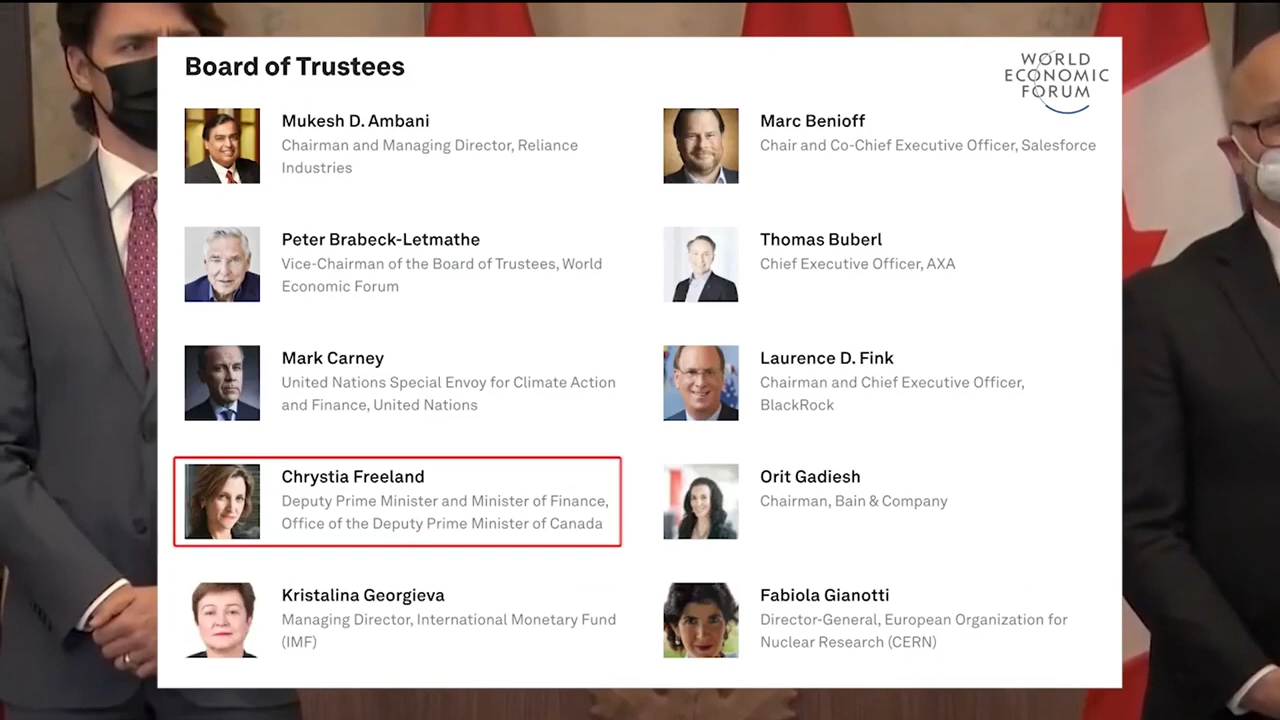 Board of Trustees
WORLD
ECONOMIC
FORUM
Mukesh D. Ambani
Chairman and Managing Director, Reliance
Industries
Marc Benioff
Chair and Co-Chief Executive Officer, Salesforce
Peter Brabeck-Letmathe
Vice-Chairman of the Board of Trustees, World
Economic Forum
Thomas Buberl
Chief Executive Officer, AXA
Mark Carney
United Nations Special Envoy for Climate Action
and Finance, United Nations
Laurence D. Fink
Chairman and Chief Executive Officer,
BlackRock
Chrystia Freeland
Deputy Prime Minister and Minister of Finance,
Office of the Deputy Prime Minister of Canada
Orit Gadiesh
Chairman, Bain & Company
Kristalina Georgieva
Managing Director, International Monetary Fund
(IMF)
Fabiola Gianotti
Director-General, European Organization for
Nuclear Research (CERN)